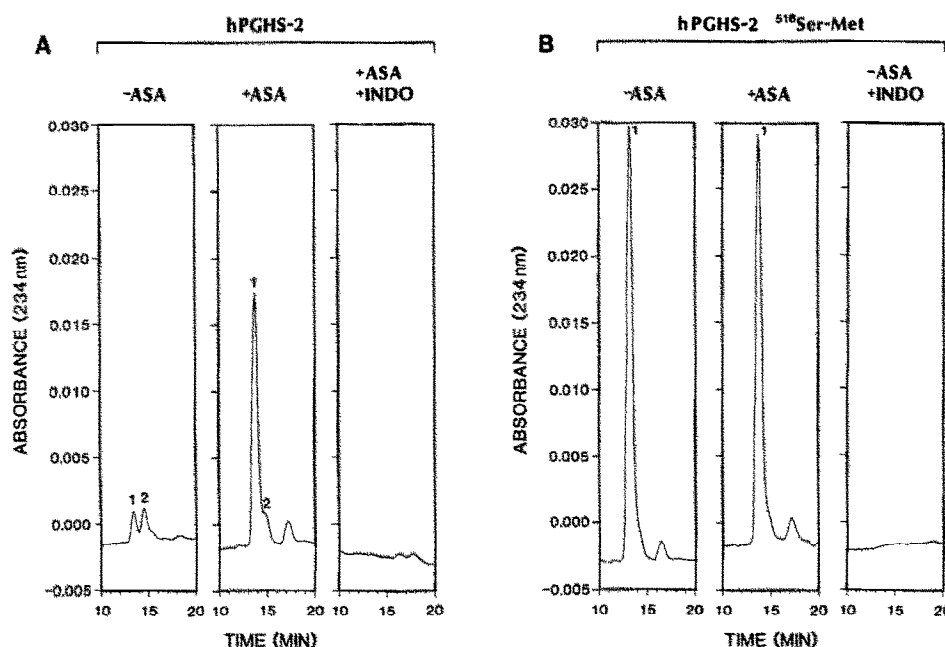 A
hPGHS-2
-ASA
+ASA
+ASA
+INDO
0.030
0.025
0.020
0.015
0.010
0.005
0.000
-0.005
ABSORBANCE (234nm)
1 2
1
2
10 15 20
10 15 20
10 15 20
TIME (MIN)
B
hPGHS-2 516Ser-Met
-ASA
+ASA
-ASA
+INDO
0.030
0.025
0.020
0.015
0.010
0.005
0.000
-0.005
ABSORBANCE (234nm)
1
1
10 15 20
10 15 20
10 15 20
TIME (MIN)